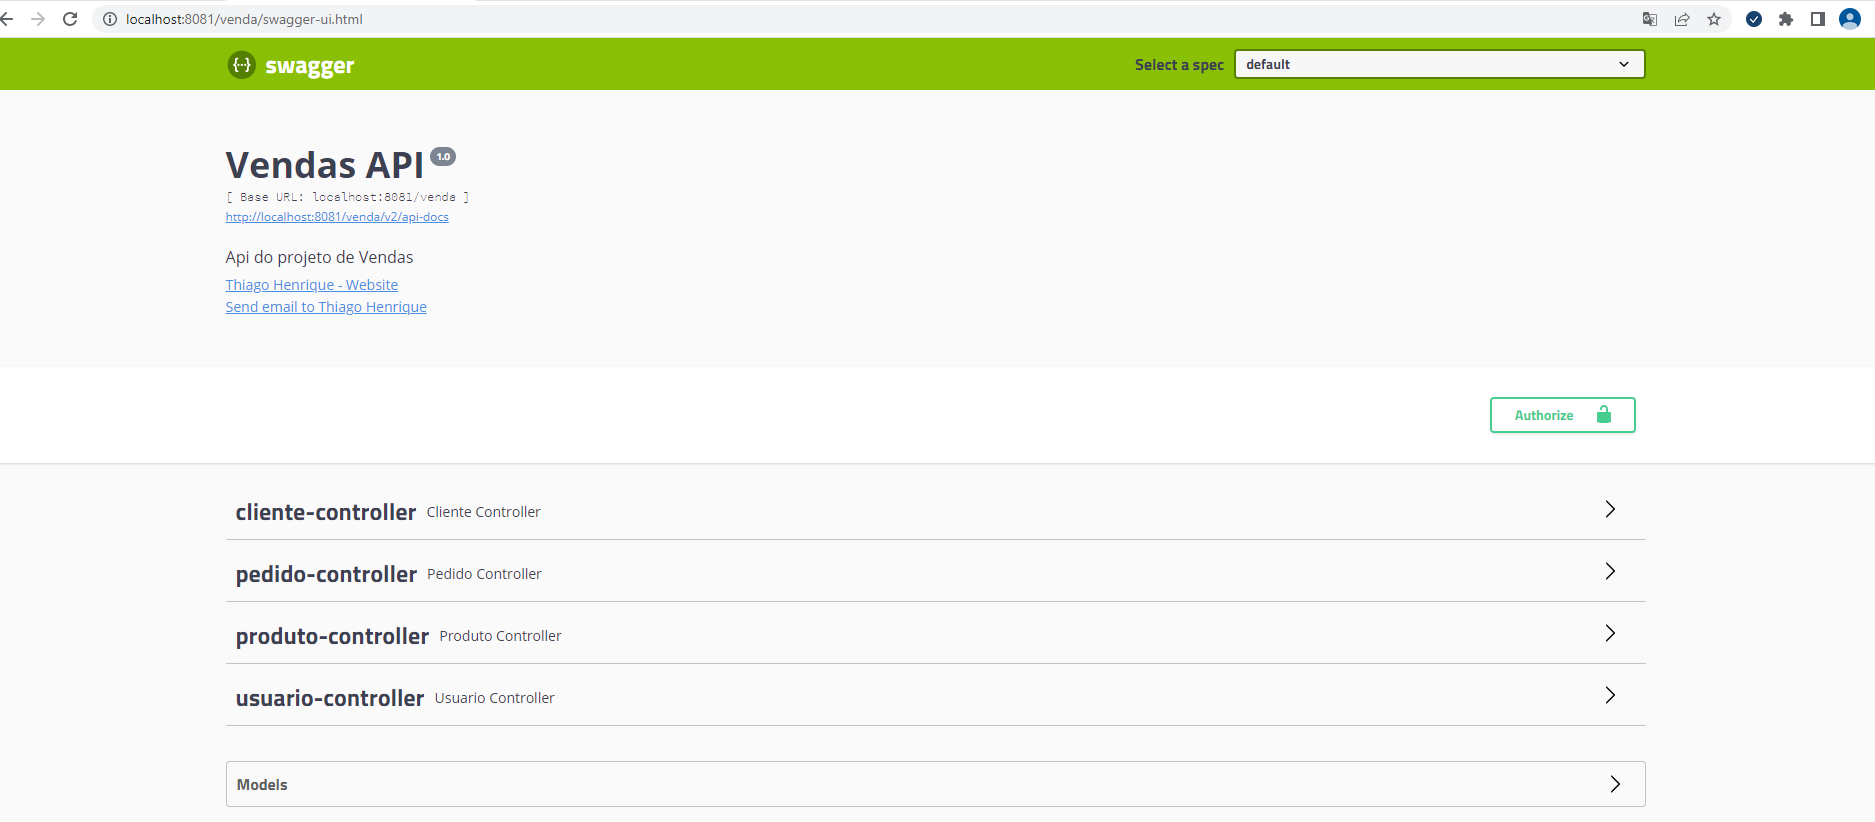 localhost:8081/venda/swagger-ui.html
{···} swagger
Select a spec default
Vendas API 1.0
[ Base URL: localhost:8081/venda ]
http://localhost:8081/venda/v2/api-docs
Api do projeto de Vendas
Thiago Henrique - Website
Send email to Thiago Henrique
Authorize
cliente-controller Cliente Controller
pedido-controller Pedido Controller
produto-controller Produto Controller
usuario-controller Usuario Controller
Models